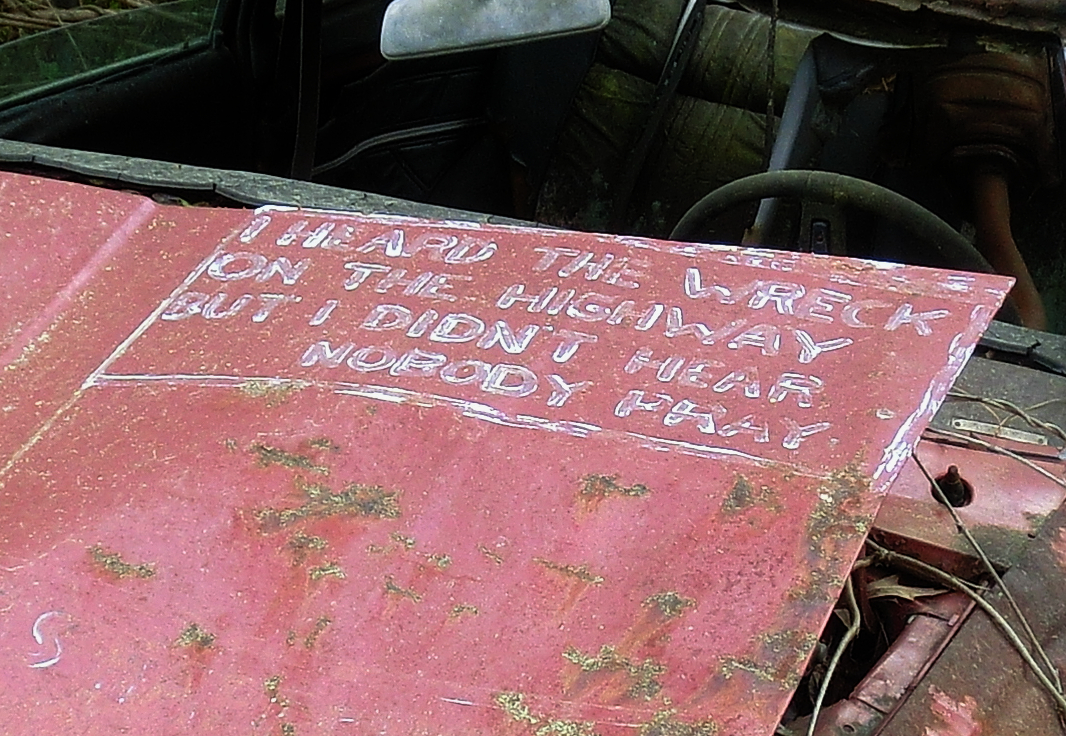 I HEARD THE WRECK
ON THE HIGHWAY
BUT I DIDN'T HEAR
NOBODY PRAY